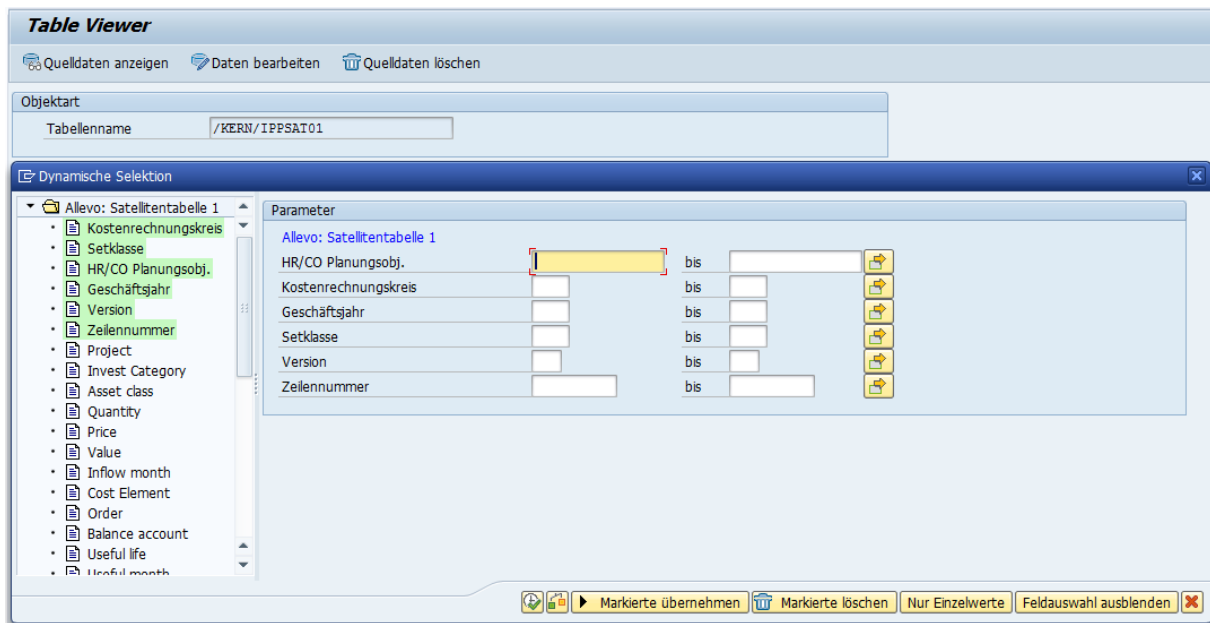 Table Viewer
Quelldaten anzeigen Daten bearbeiten Quelldaten löschen
Objektart
Tabellenname /KERN/IPPSAT01
Dynamische Selektion
Allevo: Satellitentabelle 1
Kostenrechnungskreis
Setklasse
HR/CO Planungsobj.
Geschäftsjahr
Version
Zeilennummer
Project
Invest Category
Asset class
Quantity
Price
Value
Inflow month
Cost Element
Order
Balance account
Useful life
Useful month
Parameter
Allevo: Satellitentabelle 1
HR/CO Planungsobj. bis
Kostenrechnungskreis bis
Geschäftsjahr bis
Setklasse bis
Version bis
Zeilennummer bis
Markierte übernehmen Markierte löschen Nur Einzelwerte Feldauswahl ausblenden